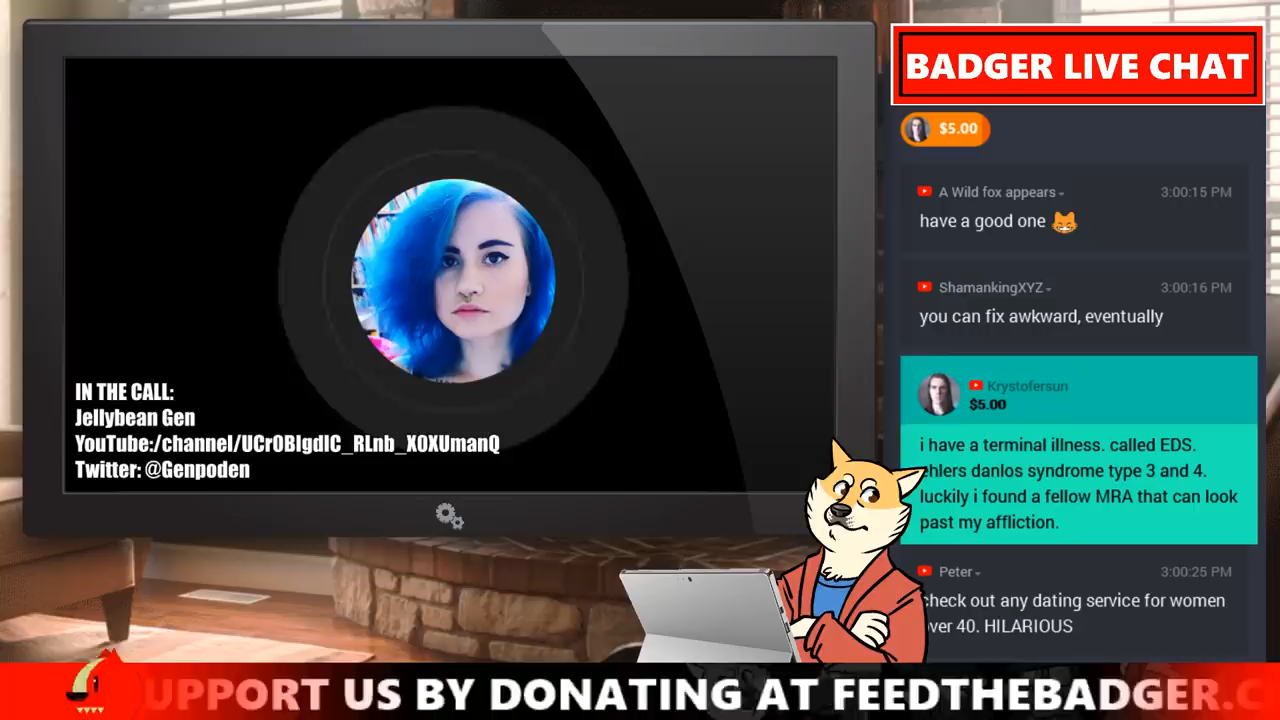 BADGER LIVE CHAT
$5.00
A Wild fox appears
3:00:15 PM
have a good one
ShamankingXYZ
3:00:16 PM
you can fix awkward, eventually
Krystofersun
$5.00
i have a terminal illness. called EDS.
ehlers danlos syndrome type 3 and 4.
luckily i found a fellow MRA that can look
past my affliction.
Peter
3:00:25 PM
check out any dating service for women
over 40. HILARIOUS
IN THE CALL:
Jellybean Gen
YouTube:/channel/UCrOBIgdIC_RLnb_XOXUmanQ
Twitter: @Genpoden
UPPORT US BY DONATING AT FEEDTHEBADGER.C